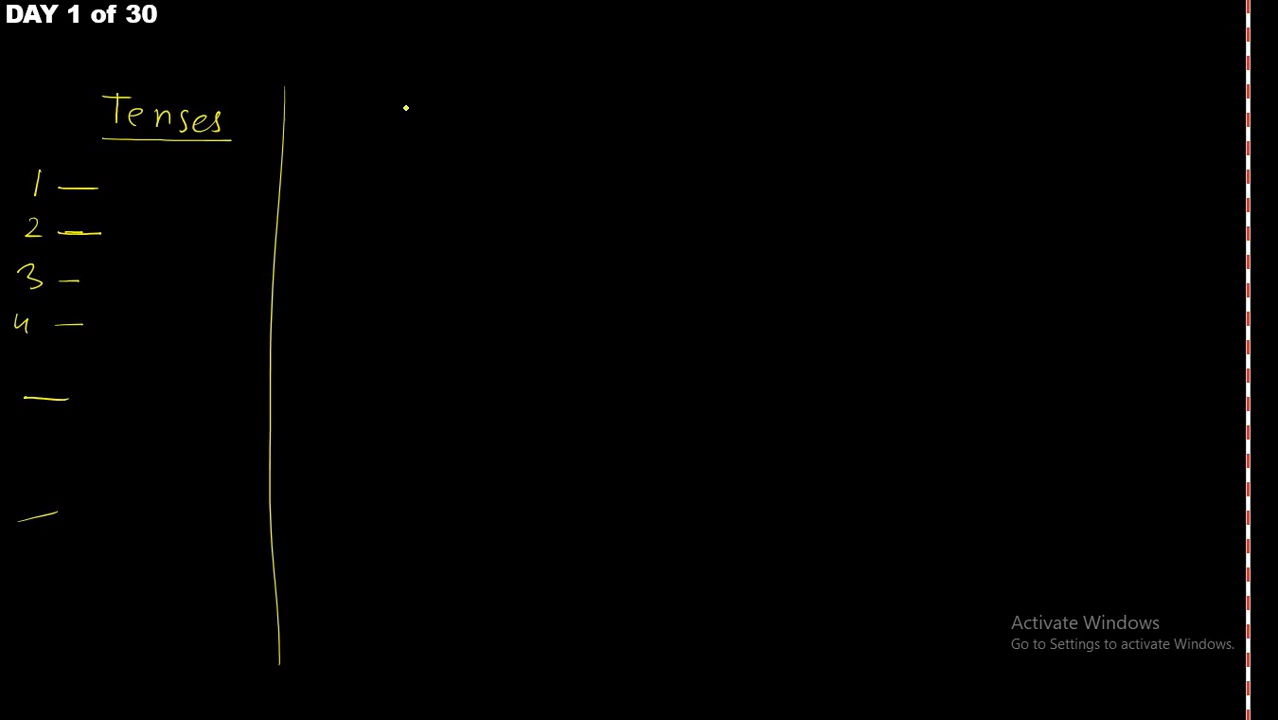 DAY 1 of 30
Tenses
1 —
2 —
3 —
4 —
—
—
Activate Windows
Go to Settings to activate Windows.